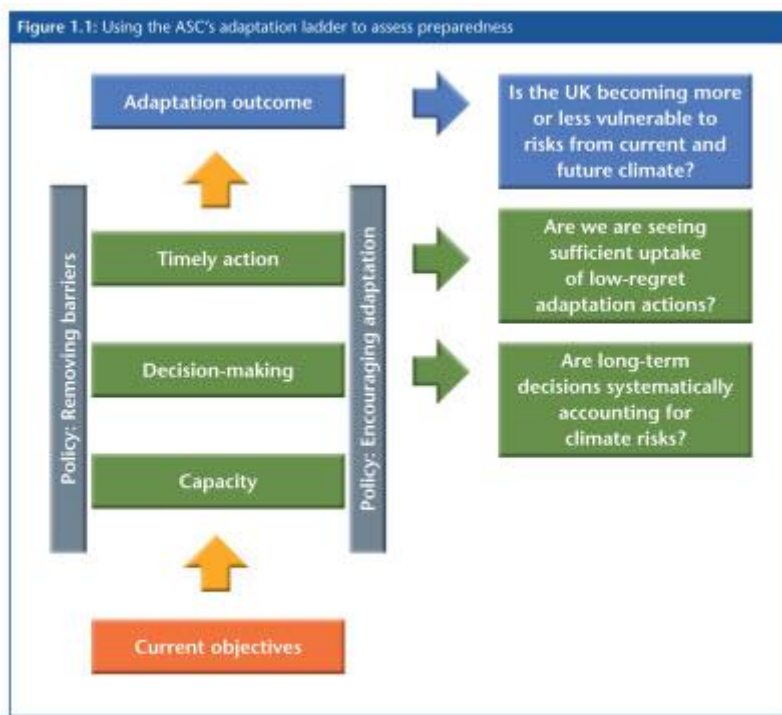 Figure 1.1: Using the ASC's adaptation ladder to assess preparedness
Adaptation outcome
Is the UK becoming more
or less vulnerable to
risks from current and
future climate?
Policy: Removing barriers
Timely action
Policy: Encouraging adaptation
Are we are seeing
sufficient uptake
of low-regret
adaptation actions?
Decision-making
Are long-term
decisions systematically
accounting for
climate risks?
Capacity
Current objectives